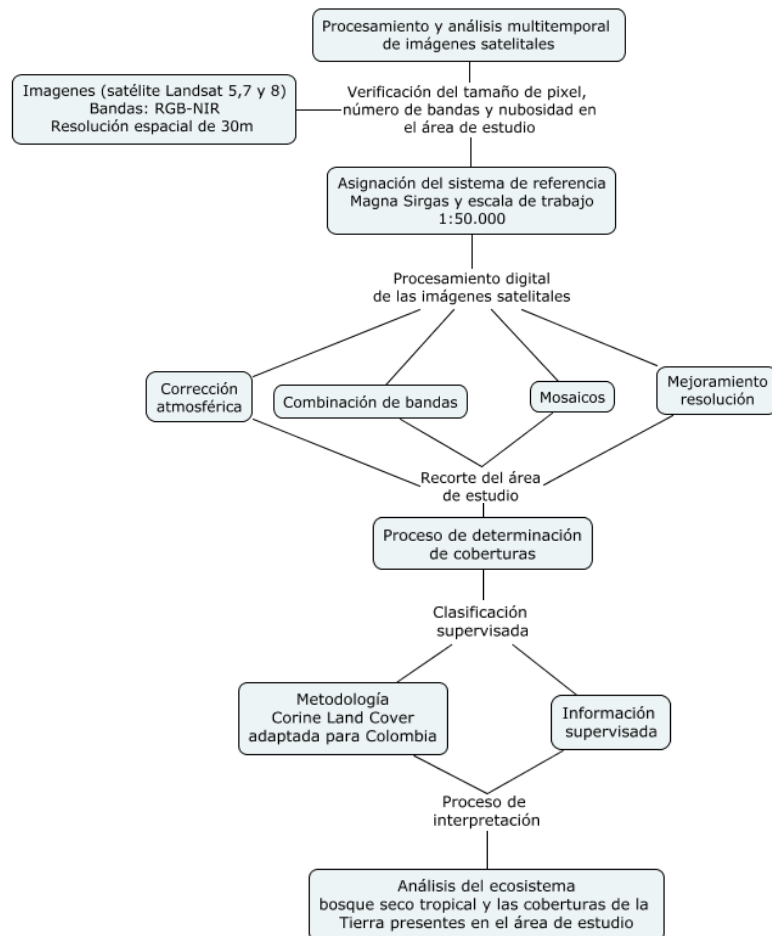 Procesamiento y análisis multitemporal
de imágenes satelitales
Imagenes (satélite Landsat 5,7 y 8)
Bandas: RGB-NIR
Resolución espacial de 30m
Verificación del tamaño de pixel,
número de bandas y nubosidad en
el área de estudio
Asignación del sistema de referencia
Magna Sirgas y escala de trabajo
1:50.000
Procesamiento digital
de las imágenes satelitales
Corrección
atmosférica
Combinación de bandas
Mosaicos
Mejoramiento
resolución
Recorte del área
de estudio
Proceso de determinación
de coberturas
Clasificación
supervisada
Metodología
Corine Land Cover
adaptada para Colombia
Información
supervisada
Proceso de
interpretación
Análisis del ecosistema
bosque seco tropical y las coberturas de la
Tierra presentes en el área de estudio